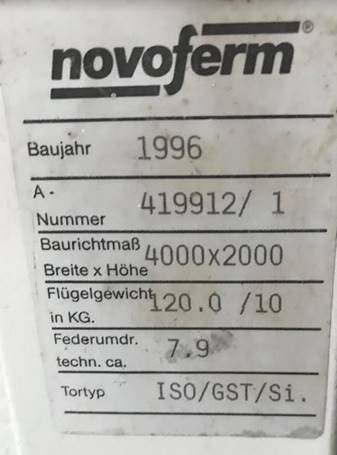 novoferm®
Baujahr 1996
A -
Nummer 419912/ 1
Baurichtmaß
Breite x Höhe 4000x2000
Flügelgewicht
in KG. 120.0 /10
Federumdr.
techn. ca. 7.9
Tortyp ISO/GST/Si.